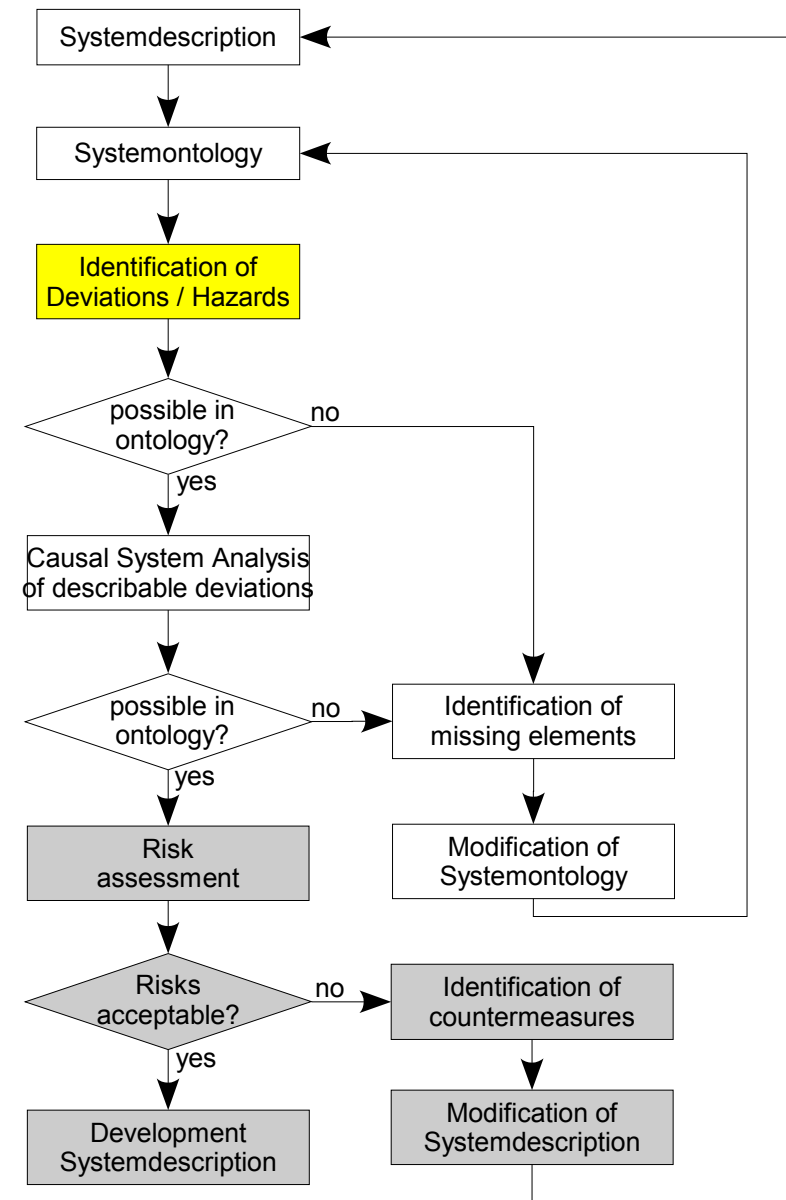 Systemdescription
Systemontology
Identification of
Deviations / Hazards
possible in
ontology?
no
yes
Causal System Analysis
of describable deviations
possible in
ontology?
no
yes
Identification of
missing elements
Risk
assessment
Modification of
Systemontology
Risks
acceptable?
no
yes
Identification of
countermeasures
Development
Systemdescription
Modification of
Systemdescription